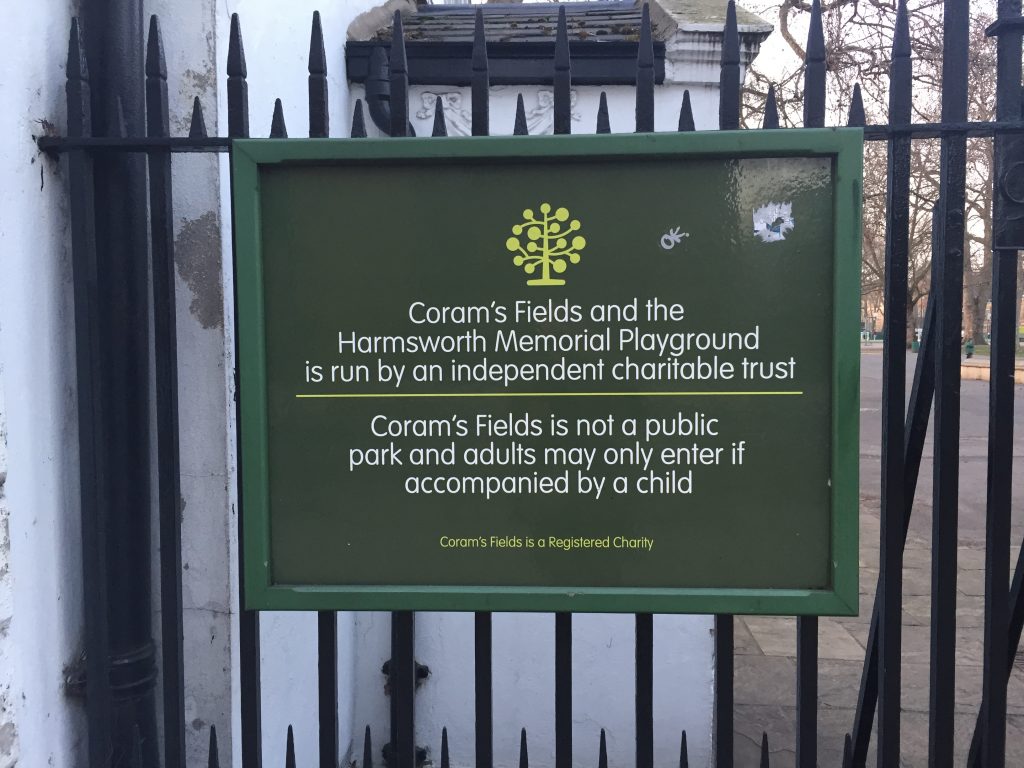 Coram's Fields and the
Harmsworth Memorial Playground
is run by an independent charitable trust
Coram's Fields is not a public
park and adults may only enter if
accompanied by a child
Coram's Fields is a Registered Charity